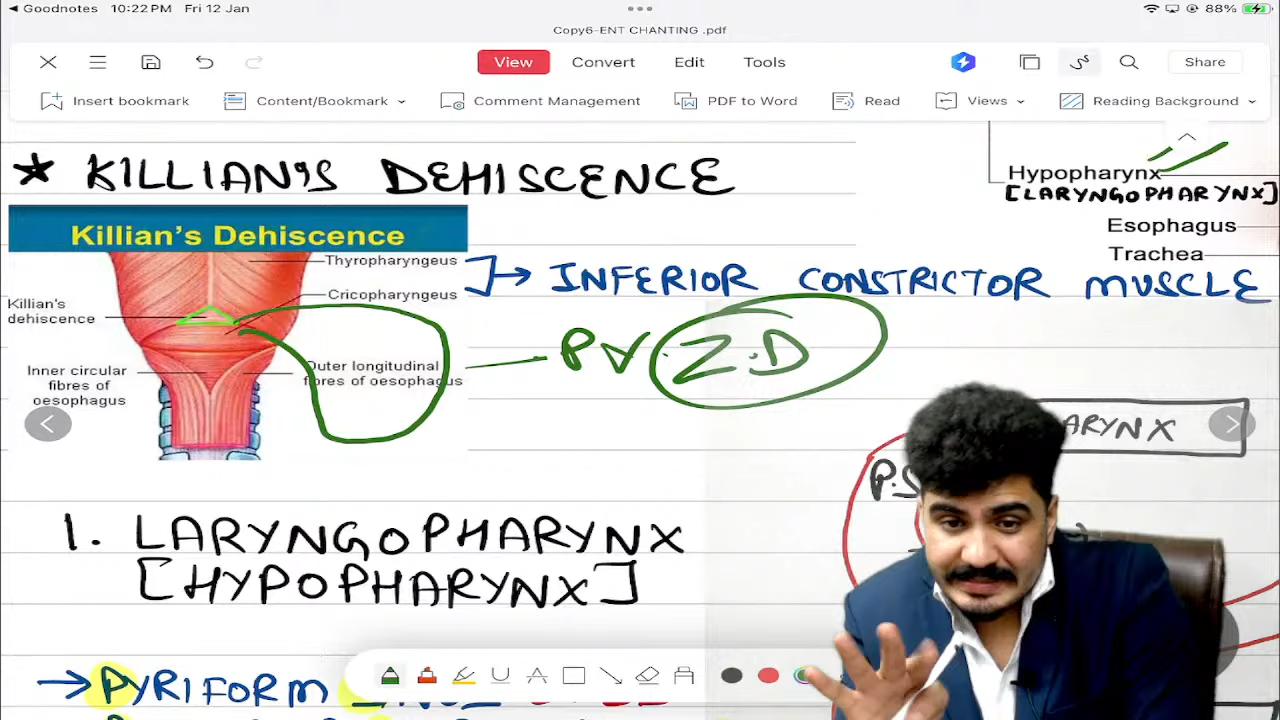 Goodnotes 10:22 PM Fri 12 Jan 88%
Copy6-ENT CHANTING .pdf
View Convert Edit Tools Share
Insert bookmark Content/Bookmark Comment Management PDF to Word Read Views Reading Background
★ KILLIAN'S DEHISCENCE
Hypopharynx
[LARYNGOPHARYNX]
Esophagus
Trachea
Killian's Dehiscence
Thyropharyngeus
Cricopharyngeus
→ INFERIOR CONSTRICTOR MUSCLE
Killian's
dehiscence
Inner circular
fibres of
oesophagus
Outer longitudinal
fibres of oesophagus
Z.D
ARYNX
P.S
1. LARYNGOPHARYNX
[HYPOPHARYNX]
→ PYRIFORM